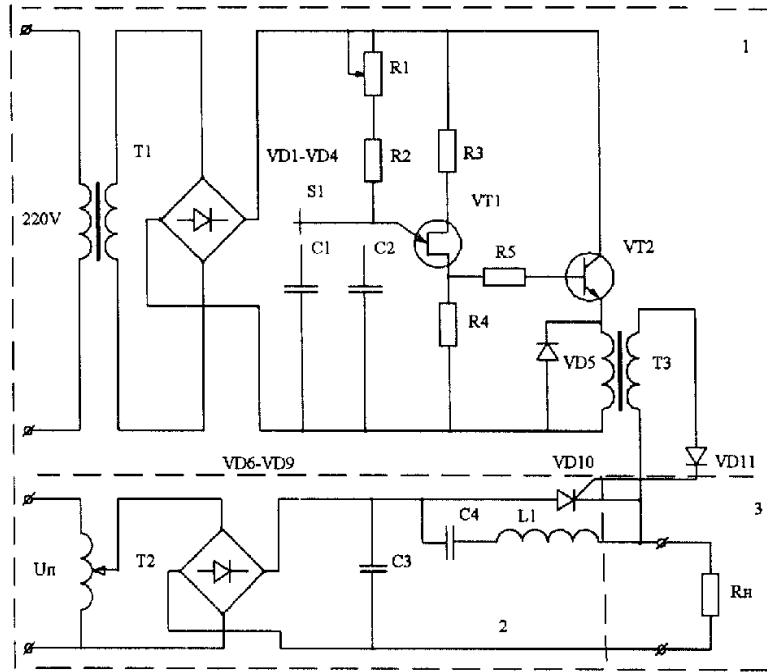 1
R1
T1
VD1-VD4
R2
R3
S1
VT1
220V
C1
C2
R5
VT2
R4
VD5
T3
VD6-VD9
VD10
VD11
3
C4
L1
Uп
T2
C3
Rн
2